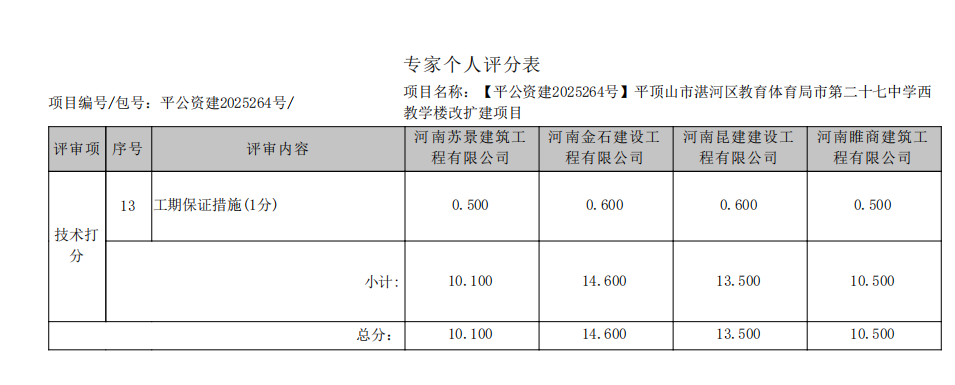 专家个人评分表
项目编号/包号: 平公资建2025264号/
项目名称: 【平公资建2025264号】平顶山市湛河区教育体育局市第二十七中学西
教学楼改扩建项目
评审项 序号 评审内容 河南苏景建筑工程有限公司 河南金石建设工程有限公司 河南昆建建设工程有限公司 河南睢商建筑工程有限公司
技术打分 13 工期保证措施(1分) 0.500 0.600 0.600 0.500
小计: 10.100 14.600 13.500 10.500
总分: 10.100 14.600 13.500 10.500